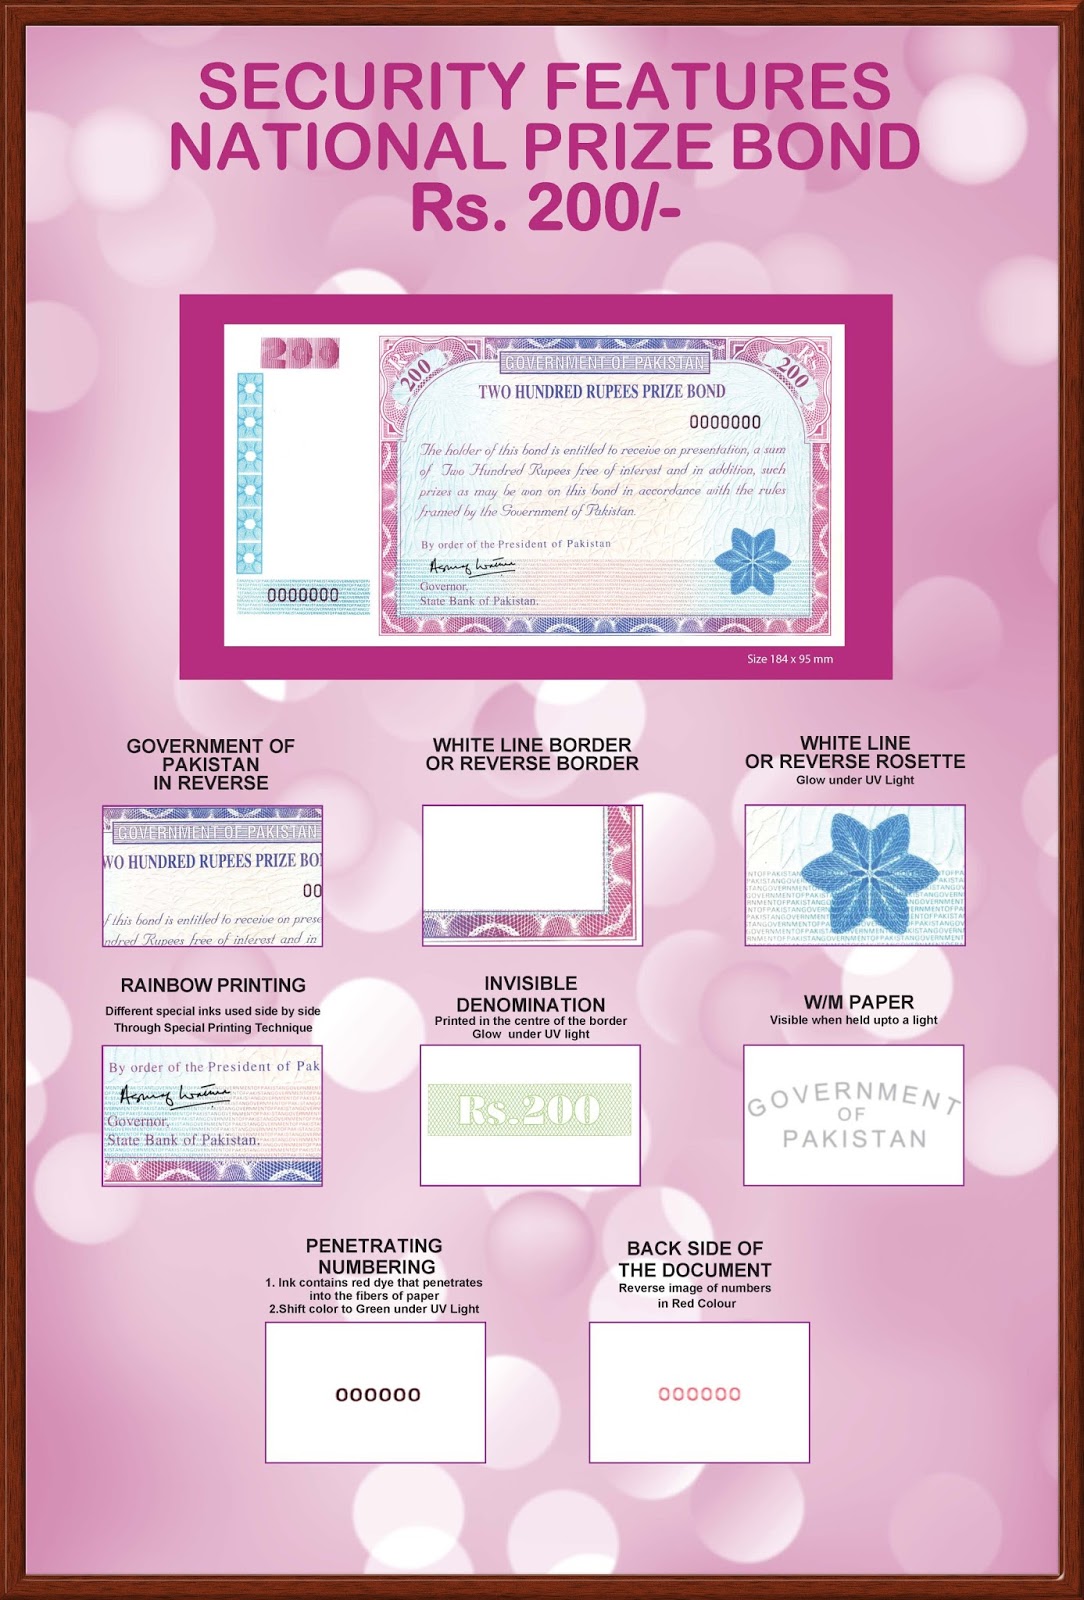 SECURITY FEATURES
NATIONAL PRIZE BOND
Rs. 200/-
200
GOVERNMENT OF PAKISTAN
Rs 200
200 Rs
TWO HUNDRED RUPEES PRIZE BOND
0000000
The holder of this bond is entitled to receive on presentation, a sum
of Two Hundred Rupees free of interest and in addition, such
prizes as may be won on this bond in accordance with the rules
framed by the Government of Pakistan.
By order of the President of Pakistan
Governor,
State Bank of Pakistan.
0000000
Size 184 x 95 mm
GOVERNMENT OF
PAKISTAN
IN REVERSE
GOVERNMENT OF PAKISTAN
WO HUNDRED RUPEES PRIZE BO
00
f this bond is entitled to receive on prese
ndred Rupees free of interest and in
WHITE LINE BORDER
OR REVERSE BORDER
WHITE LINE
OR REVERSE ROSETTE
Glow under UV Light
RAINBOW PRINTING
Different special inks used side by side
Through Special Printing Technique
By order of the President of Pak
Governor,
State Bank of Pakistan.
INVISIBLE
DENOMINATION
Printed in the centre of the border
Glow under UV light
Rs.200
W/M PAPER
Visible when held upto a light
GOVERNMENT
OF
PAKISTAN
PENETRATING
NUMBERING
1. Ink contains red dye that penetrates
into the fibers of paper
2.Shift color to Green under UV Light
000000
BACK SIDE OF
THE DOCUMENT
Reverse image of numbers
in Red Colour
000000